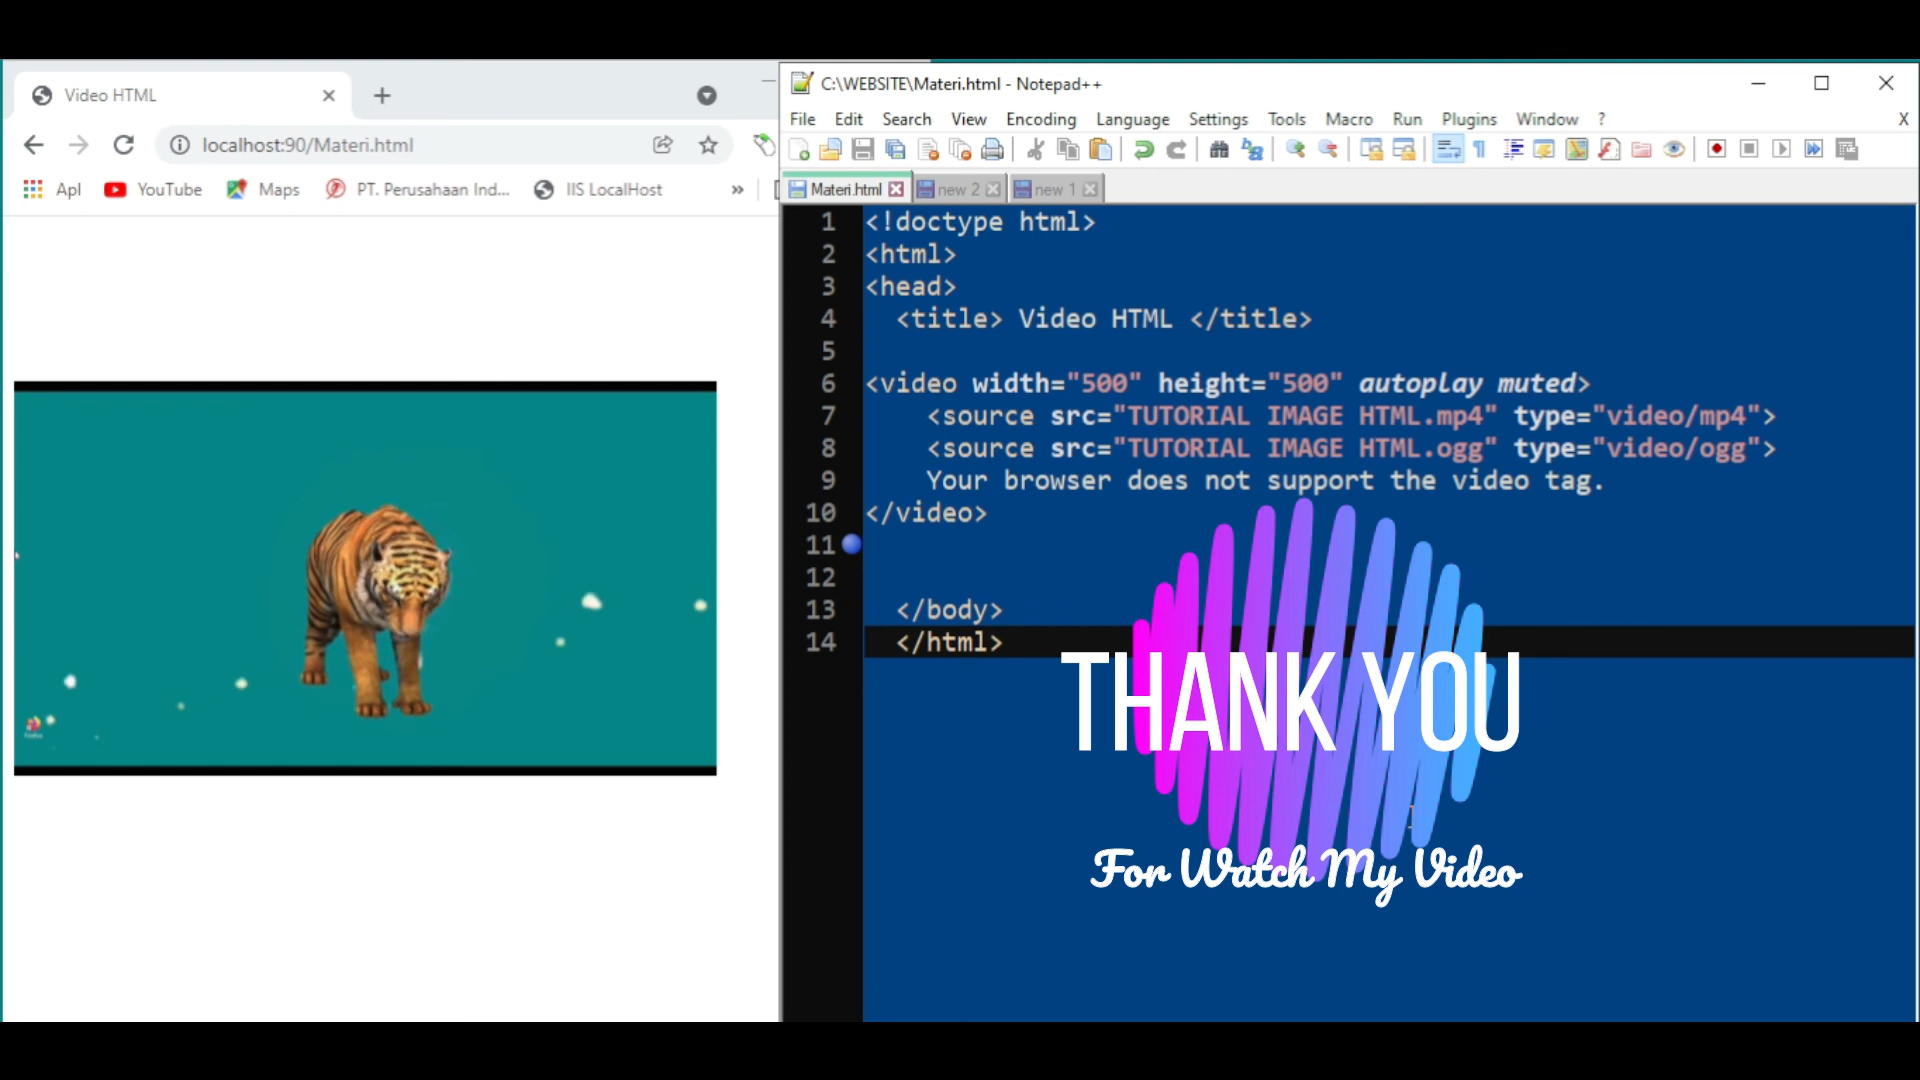 Video HTML
localhost:90/Materi.html
Apl YouTube Maps PT. Perusahaan Ind... IIS LocalHost »
C:\WEBSITE\Materi.html - Notepad++
File Edit Search View Encoding Language Settings Tools Macro Run Plugins Window ? X
Materi.html new 2 new 1
1 <!doctype html>
2 <html>
3 <head>
4 <title> Video HTML </title>
5
6 <video width="500" height="500" autoplay muted>
7 <source src="TUTORIAL IMAGE HTML.mp4" type="video/mp4">
8 <source src="TUTORIAL IMAGE HTML.ogg" type="video/ogg">
9 Your browser does not support the video tag.
10 </video>
11
12
13 </body>
14 </html>
THANK YOU
For Watch My Video